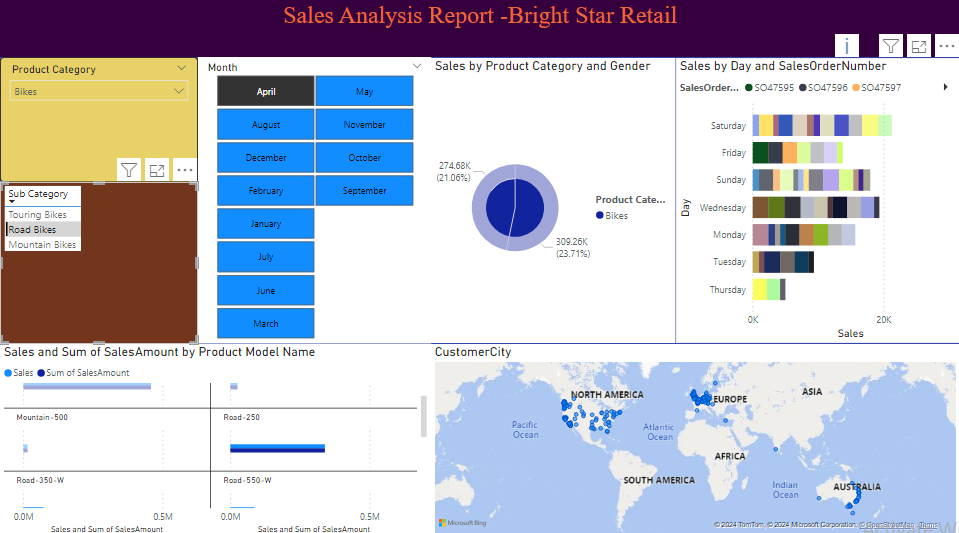 Sales Analysis Report -Bright Star Retail
i
Product Category
Bikes
Sub Category
Touring Bikes
Road Bikes
Mountain Bikes
Month
April
May
August
November
December
October
February
September
January
July
June
March
Sales by Product Category and Gender
274.68K
(21.06%)
309.26K
(23.71%)
Product Cate...
Bikes
Sales by Day and SalesOrderNumber
SalesOrder... SO47595 SO47596 SO47597
Day
Saturday
Friday
Sunday
Wednesday
Monday
Tuesday
Thursday
0K 20K
Sales
Sales and Sum of SalesAmount by Product Model Name
Sales Sum of SalesAmount
Mountain-500 Road-250
Road-350-W Road-550-W
0.0M 0.5M 0.0M 0.5M
Sales and Sum of SalesAmount Sales and Sum of SalesAmount
CustomerCity
NORTH AMERICA
EUROPE
ASIA
Pacific
Ocean
Atlantic
Ocean
AFRICA
SOUTH AMERICA
Indian
Ocean
AUSTRALIA
Microsoft Bing
© 2024 TomTom, © 2024 Microsoft Corporation, © OpenStreetMap Terms